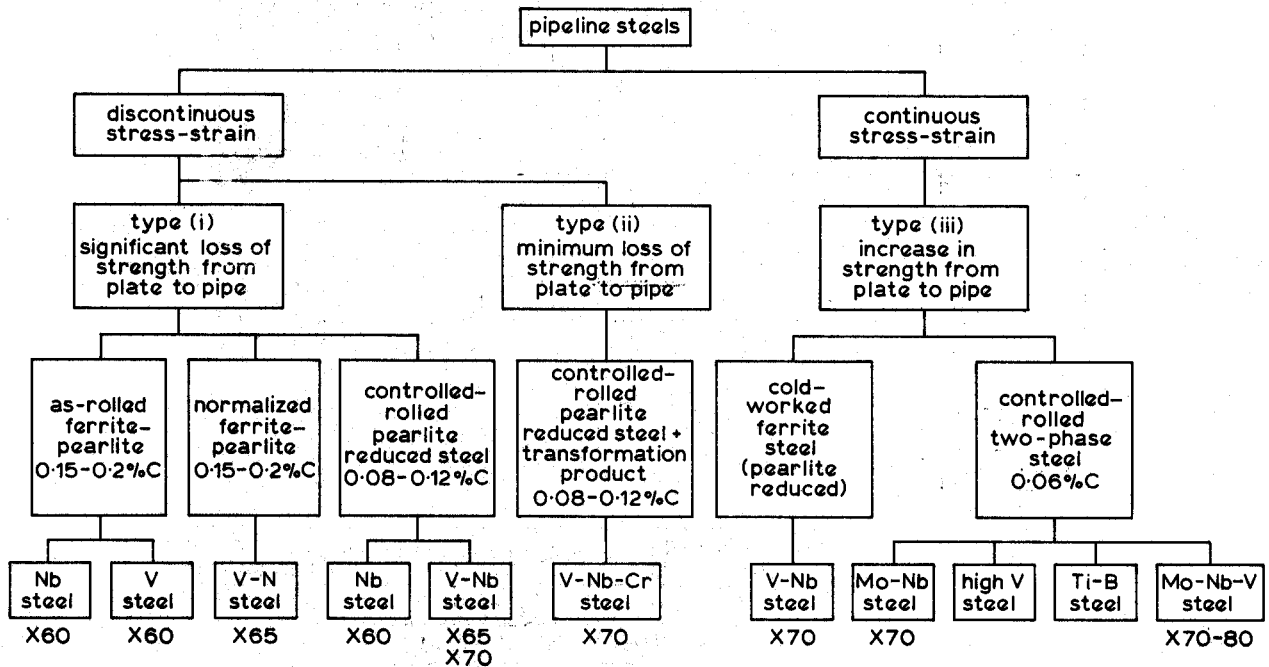 pipeline steels
discontinuous
stress-strain
continuous
stress-strain
type (i)
significant loss of
strength from
plate to pipe
type (ii)
minimum loss of
strength from
plate to pipe
type (iii)
increase in
strength from
plate to pipe
as-rolled
ferrite-
pearlite
0·15-0·2%C
normalized
ferrite-
pearlite
0·15-0·2%C
controlled-
rolled
pearlite
reduced steel
0·08-0·12%C
controlled-
rolled
pearlite
reduced steel +
transformation
product
0·08-0·12%C
cold-
worked
ferrite
steel
(pearlite
reduced)
controlled-
rolled
two-phase
steel
0·06%C
Nb
steel
X60
V
steel
X60
V-N
steel
X65
Nb
steel
X60
V-Nb
steel
X65
X70
V-Nb-Cr
steel
X70
V-Nb
steel
X70
Mo-Nb
steel
X70
high V
steel
Ti-B
steel
Mo-Nb-V
steel
X70-80